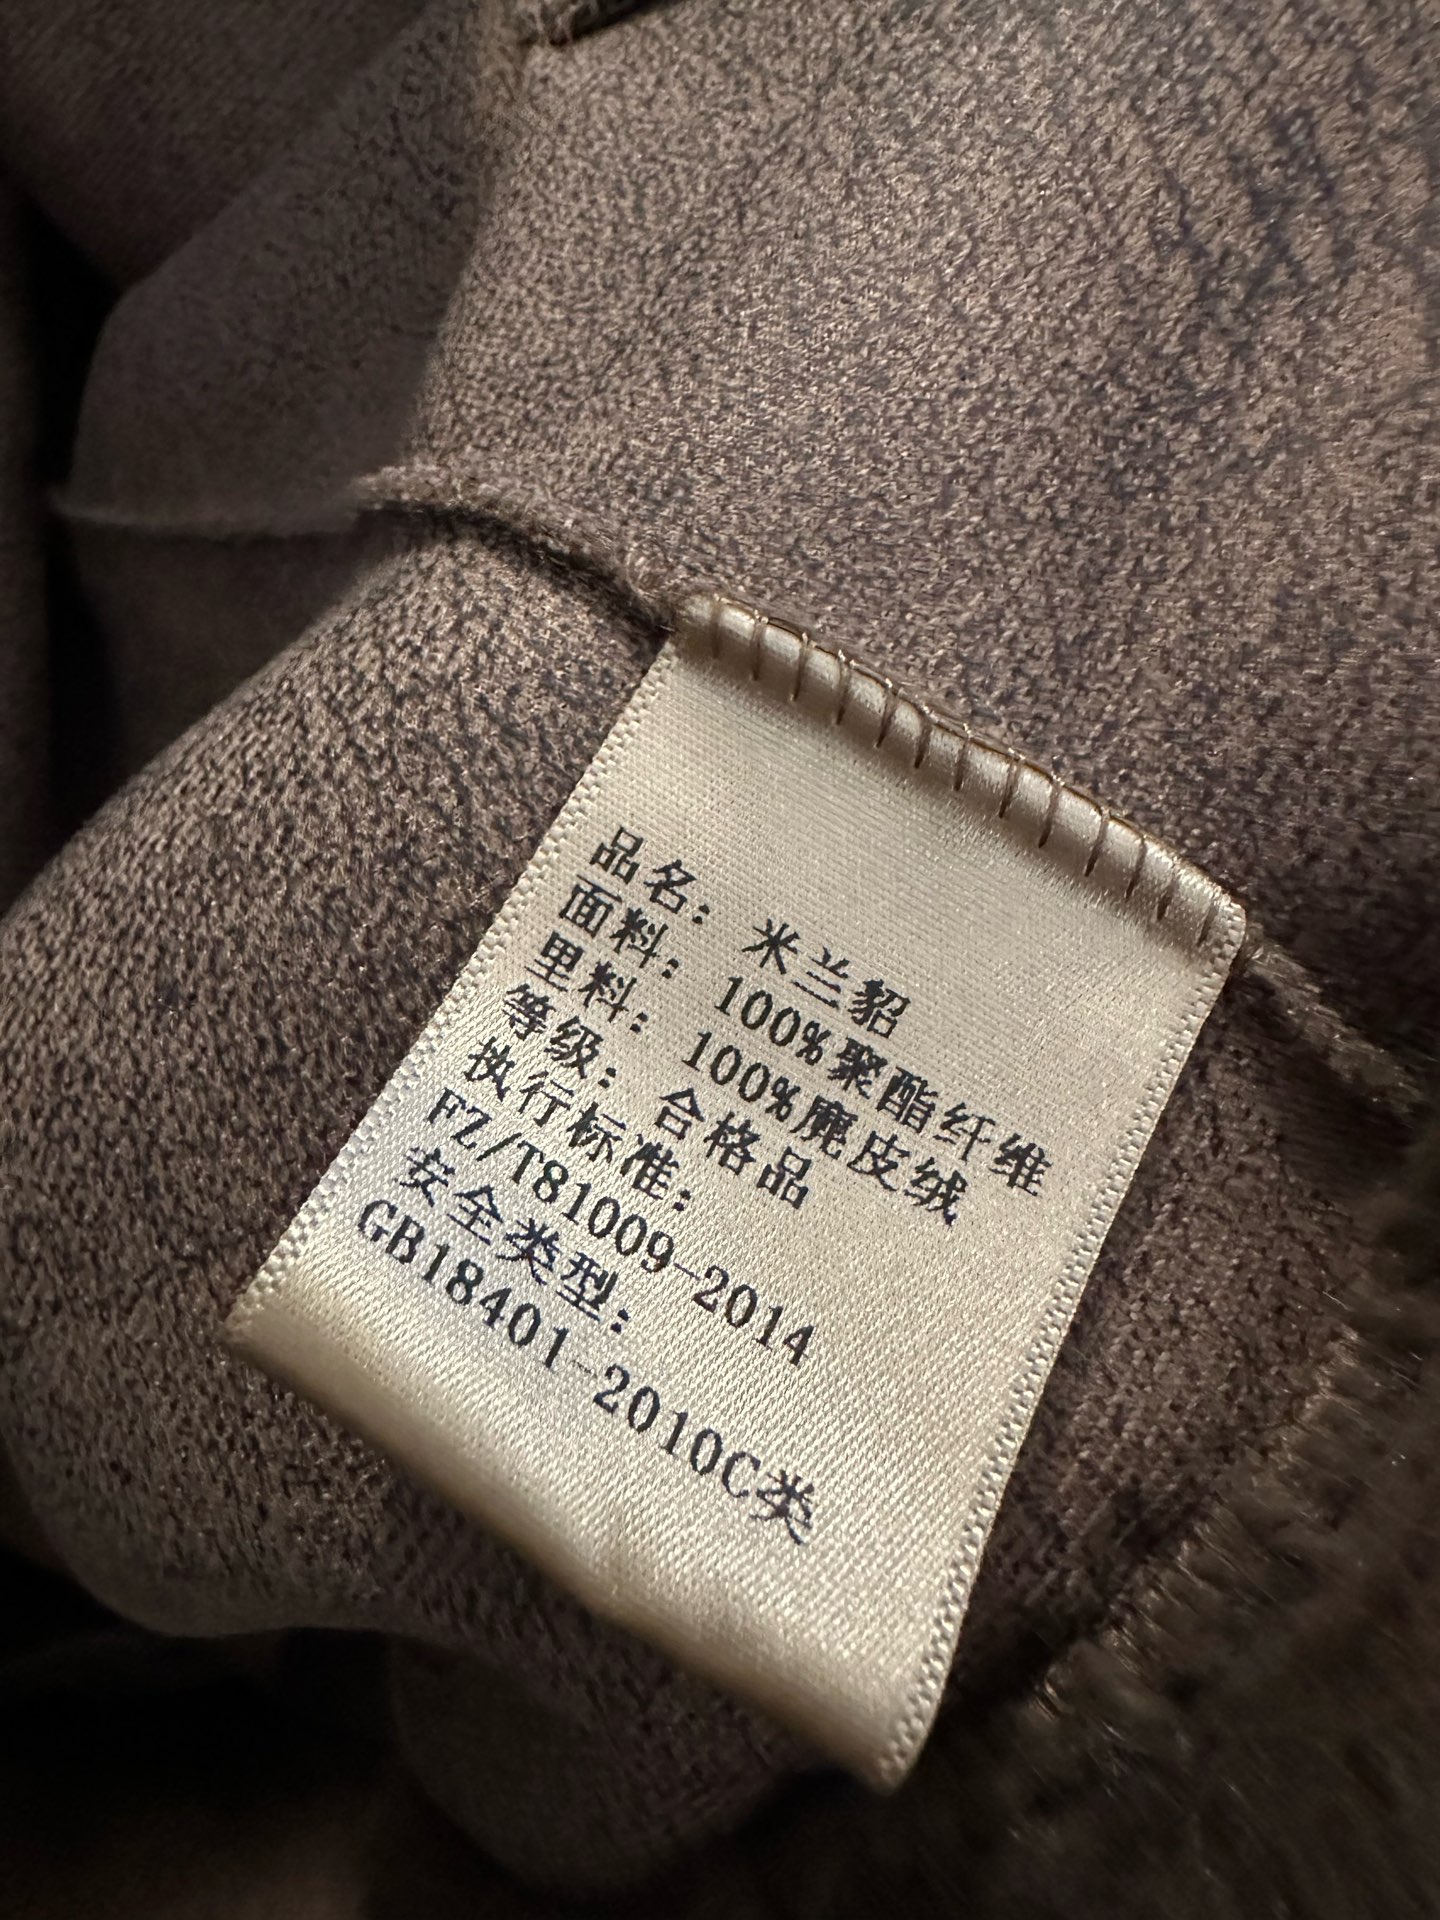 品名：米兰貂
面料：100%聚酯纤维
里料：100%麂皮绒
等级：合格品
执行标准：
FZ/T81009-2014
安全类型：
GB18401-2010C类